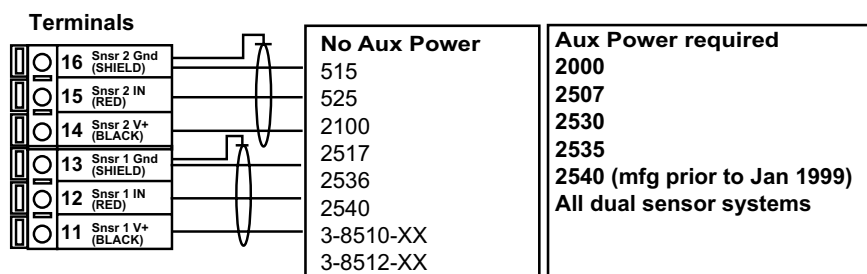 Terminals
16 Snsr 2 Gnd
(SHIELD)
15 Snsr 2 IN
(RED)
14 Snsr 2 V+
(BLACK)
13 Snsr 1 Gnd
(SHIELD)
12 Snsr 1 IN
(RED)
11 Snsr 1 V+
(BLACK)
No Aux Power
515
525
2100
2517
2536
2540
3-8510-XX
3-8512-XX
Aux Power required
2000
2507
2530
2535
2540 (mfg prior to Jan 1999)
All dual sensor systems